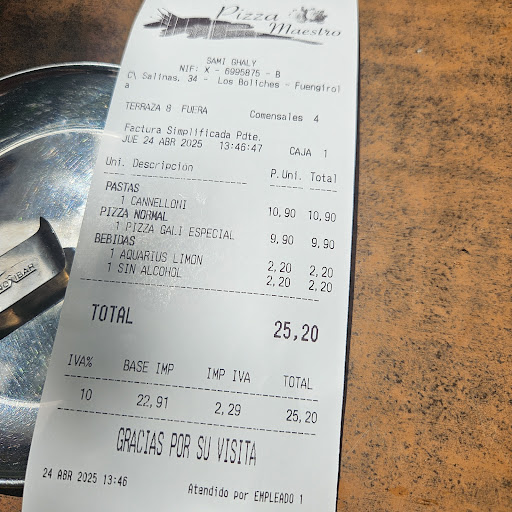 Pizza
Maestro
SAMI GHALY
NIF: X - 6995875 - B
C\ Salinas. 34 - Los Boliches - Fuengirol
a
TERRAZA 8 FUERA Comensales 4
Factura Simplificada Pdte.
JUE 24 ABR 2025 13:46:47 CAJA 1
Uni. Descripcion P.Uni. Total
PASTAS
1 CANNELLONI 10,90 10,90
PIZZA NORMAL
1 PIZZA GALI ESPECIAL 9,90 9,90
BEBIDAS
1 AQUARIUS LIMON 2,20 2,20
1 SIN ALCOHOL 2,20 2,20
TOTAL 25,20
IVA% BASE IMP IMP IVA TOTAL
10 22,91 2,29 25,20
GRACIAS POR SU VISITA
24 ABR 2025 13:46 Atendido por EMPLEADO 1